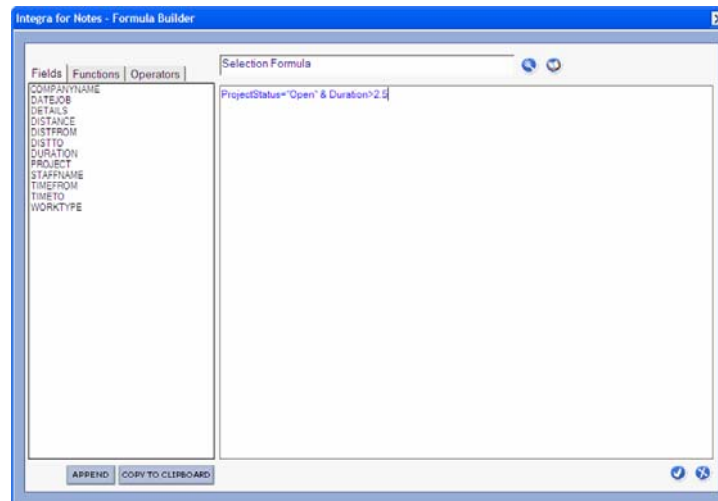 Integra for Notes - Formula Builder
Fields Functions Operators
Selection Formula
COMPANYNAME
DATEJOB
DETAILS
DISTANCE
DISTFROM
DISTTO
DURATION
PROJECT
STAFFNAME
TIMEFROM
TIMETO
WORKTYPE
ProjectStatus="Open" & Duration>2.5
APPEND COPY TO CLIPBOARD